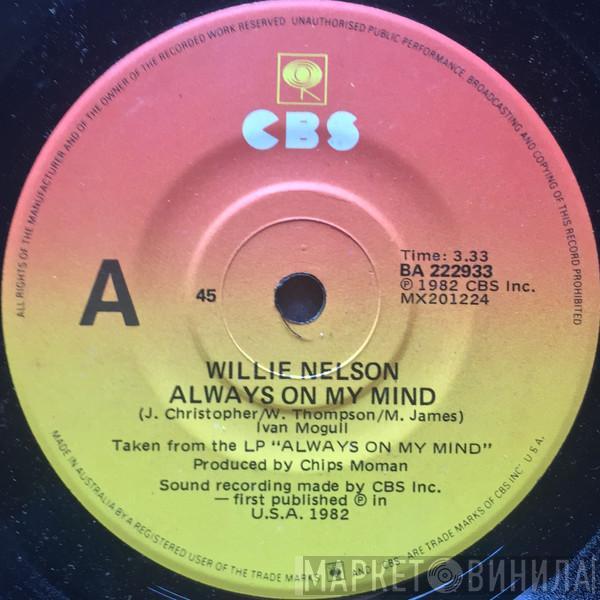 ALL RIGHTS OF THE MANUFACTURER AND OF THE OWNER OF THE RECORDED WORK RESERVED. UNAUTHORISED PUBLIC PERFORMANCE, BROADCASTING AND COPYING OF THIS RECORD PROHIBITED
CBS
A
45
Time: 3.33
BA 222933
℗ 1982 CBS Inc.
MX201224
WILLIE NELSON
ALWAYS ON MY MIND
(J. Christopher/W. Thompson/M. James)
Ivan Mogull
Taken from the LP "ALWAYS ON MY MIND"
Produced by Chips Moman
Sound recording made by CBS Inc.
— first published ℗ in
U.S.A. 1982
MADE IN AUSTRALIA BY A REGISTERED USER OF THE TRADE MARKS AND CBS- ARE TRADE MARKS OF CBS INC. U.S.A.
МАРКЕТ ВИНИЛА